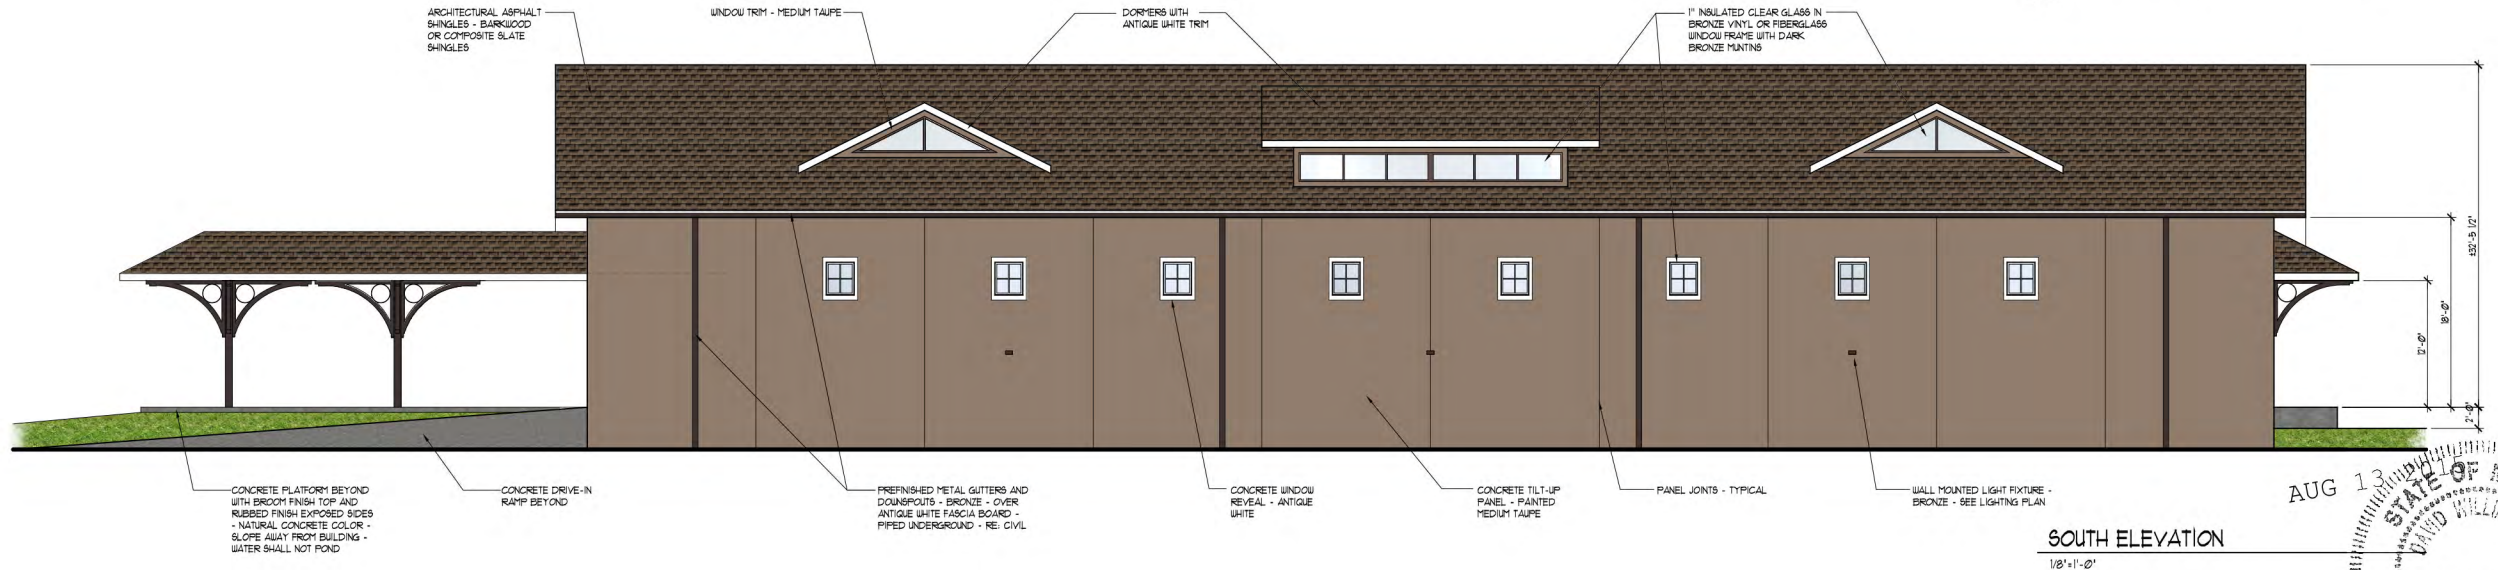 ARCHITECTURAL ASPHALT
SHINGLES - BARKWOOD
OR COMPOSITE SLATE
SHINGLES
WINDOW TRIM - MEDIUM TAUPE
DORMERS WITH
ANTIQUE WHITE TRIM
1" INSULATED CLEAR GLASS IN
BRONZE VINYL OR FIBERGLASS
WINDOW FRAME WITH DARK
BRONZE MUNTINS
±32'-5 1/2"
18'-0"
12'-0"
2'-0"
CONCRETE PLATFORM BEYOND
WITH BROOM FINISH TOP AND
RUBBED FINISH EXPOSED SIDES
- NATURAL CONCRETE COLOR -
SLOPE AWAY FROM BUILDING -
WATER SHALL NOT POND
CONCRETE DRIVE-IN
RAMP BEYOND
PREFINISHED METAL GUTTERS AND
DOWNSPOUTS - BRONZE - OVER
ANTIQUE WHITE FASCIA BOARD -
PIPED UNDERGROUND - RE: CIVIL
CONCRETE WINDOW
REVEAL - ANTIQUE
WHITE
CONCRETE TILT-UP
PANEL - PAINTED
MEDIUM TAUPE
PANEL JOINTS - TYPICAL
WALL MOUNTED LIGHT FIXTURE -
BRONZE - SEE LIGHTING PLAN
AUG 13 2015
STATE OF
DAVID
SOUTH ELEVATION
1/8"=1'-0"